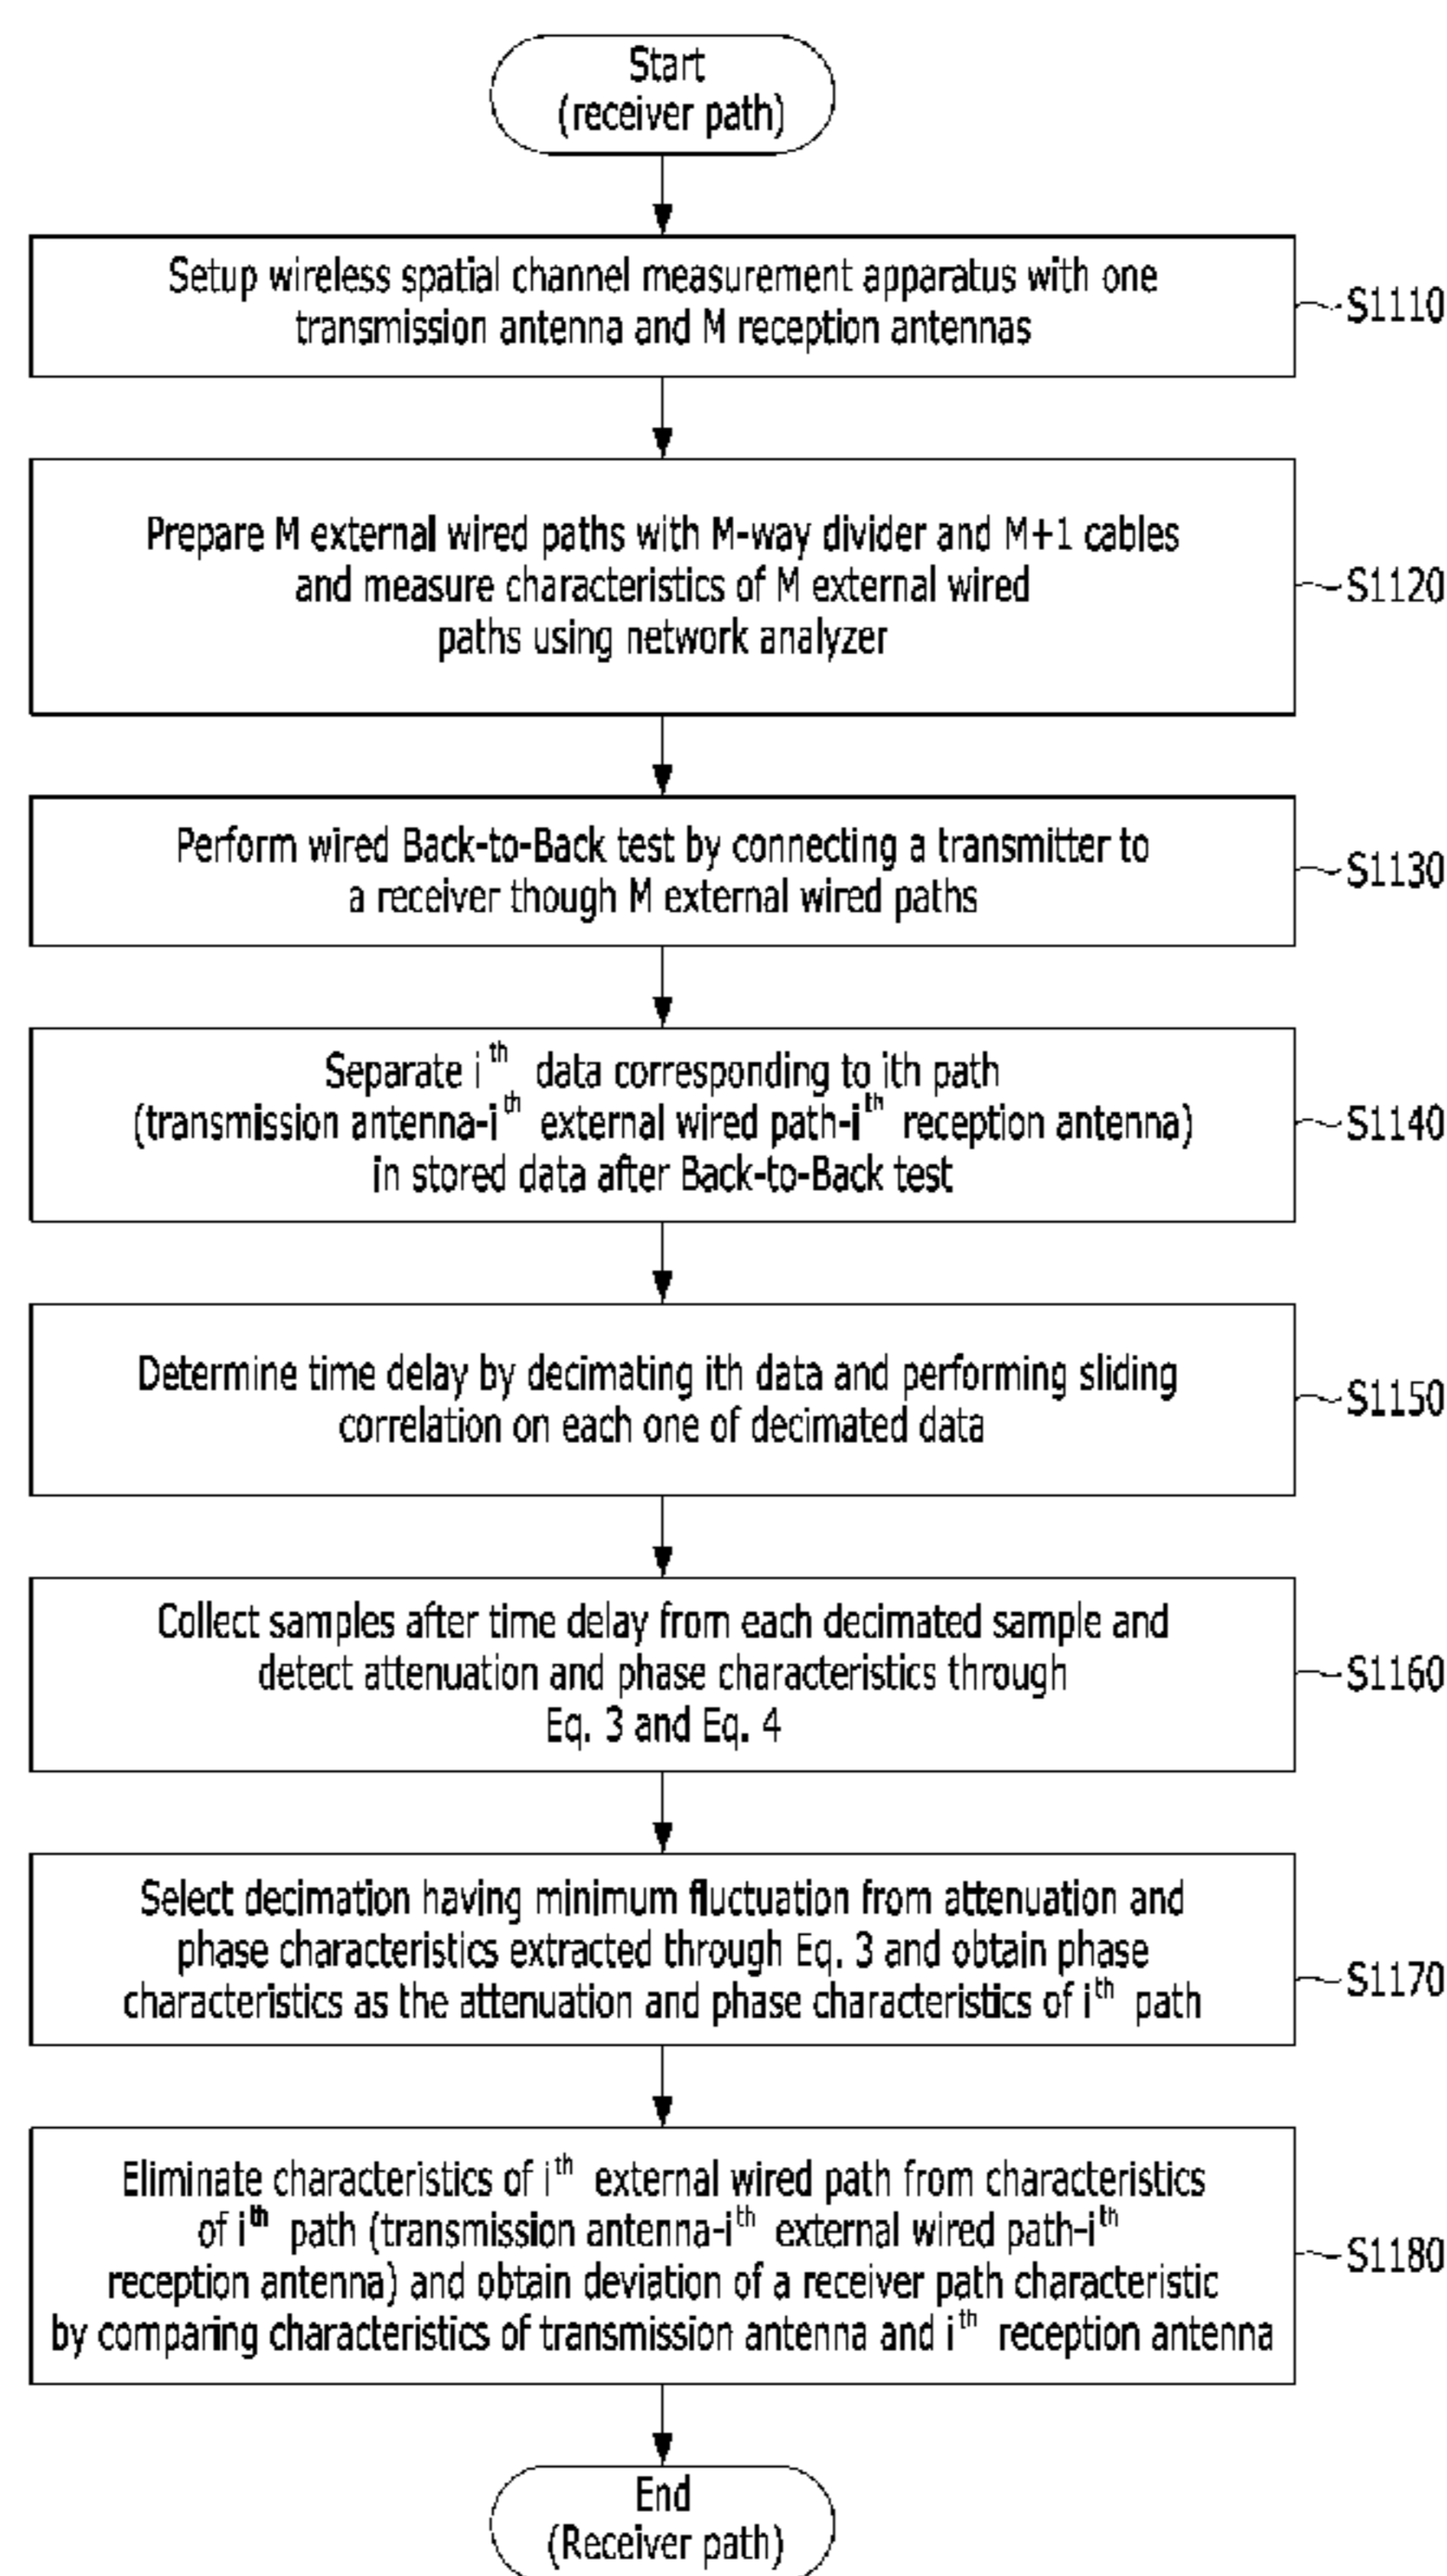 Start
(receiver path)
Setup wireless spatial channel measurement apparatus with one
transmission antenna and M reception antennas
S1110
Prepare M external wired paths with M-way divider and M+1 cables
and measure characteristics of M external wired
paths using network analyzer
S1120
Perform wired Back-to-Back test by connecting a transmitter to
a receiver though M external wired paths
S1130
Separate i th data corresponding to ith path
(transmission antenna-i th external wired path-i th reception antenna)
in stored data after Back-to-Back test
S1140
Determine time delay by decimating ith data and performing sliding
correlation on each one of decimated data
S1150
Collect samples after time delay from each decimated sample and
detect attenuation and phase characteristics through
Eq. 3 and Eq. 4
S1160
Select decimation having minimum fluctuation from attenuation and
phase characteristics extracted through Eq. 3 and obtain phase
characteristics as the attenuation and phase characteristics of i th path
S1170
Eliminate characteristics of i th external wired path from characteristics
of i th path (transmission antenna-i th external wired path-i th
reception antenna) and obtain deviation of a receiver path characteristic
by comparing characteristics of transmission antenna and i th reception antenna
S1180
End
(Receiver path)